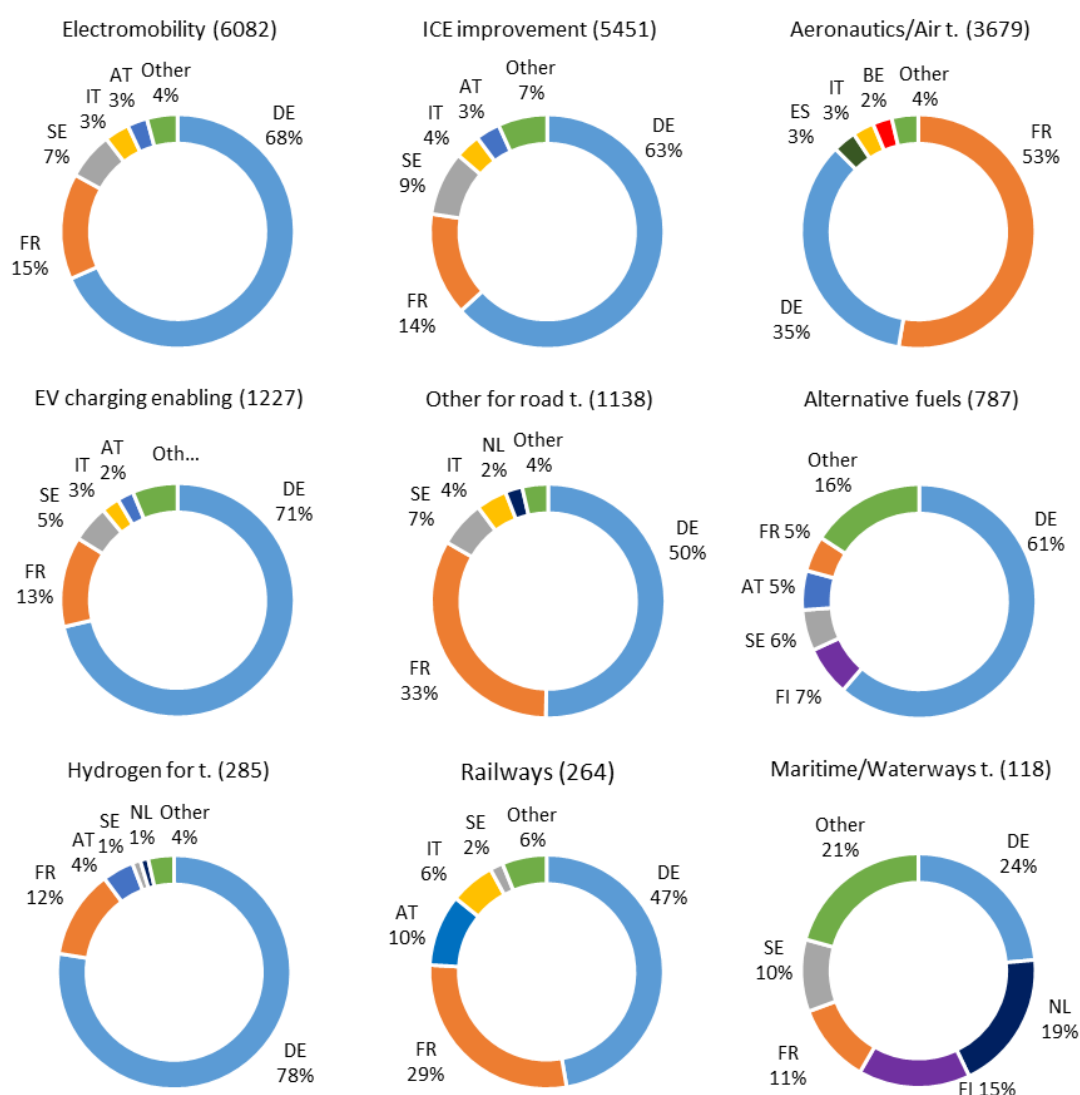 Electromobility (6082)
AT
3%
Other
4%
IT
3%
SE
7%
DE
68%
FR
15%
ICE improvement (5451)
Other
7%
AT
3%
IT
4%
SE
9%
DE
63%
FR
14%
Aeronautics/Air t. (3679)
BE
2%
Other
4%
IT
3%
ES
3%
FR
53%
DE
35%
EV charging enabling (1227)
AT
2%
Oth...
IT
3%
SE
5%
DE
71%
FR
13%
Other for road t. (1138)
NL
2%
Other
4%
IT
4%
SE
7%
DE
50%
FR
33%
Alternative fuels (787)
Other
16%
DE
61%
FR 5%
AT 5%
SE 6%
FI 7%
Hydrogen for t. (285)
NL
1%
Other
4%
SE
1%
AT
4%
FR
12%
DE
78%
Railways (264)
SE
2%
Other
6%
IT
6%
DE
47%
AT
10%
FR
29%
Maritime/Waterways t. (118)
Other
21%
DE
24%
SE
10%
NL
19%
FR
11%
FI 15%